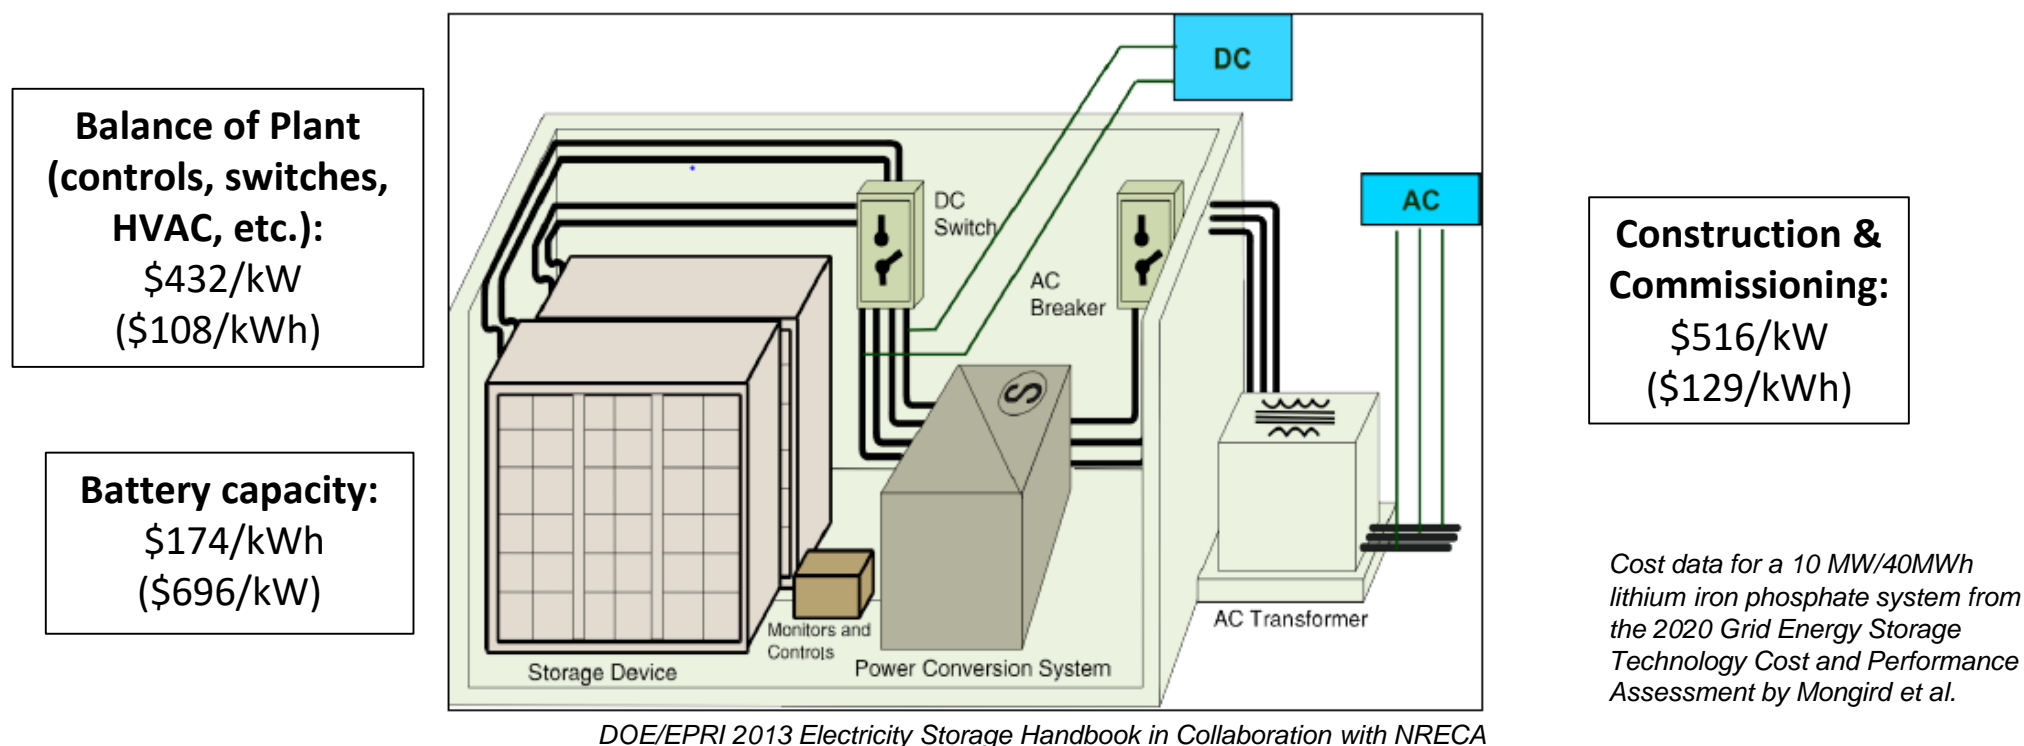 Balance of Plant
(controls, switches,
HVAC, etc.):
$432/kW
($108/kWh)
Battery capacity:
$174/kWh
($696/kW)
DC
DC
Switch
AC
Breaker
AC
S
Storage Device
Monitors and
Controls
Power Conversion System
AC Transformer
Construction &
Commissioning:
$516/kW
($129/kWh)
Cost data for a 10 MW/40MWh
lithium iron phosphate system from
the 2020 Grid Energy Storage
Technology Cost and Performance
Assessment by Mongird et al.
DOE/EPRI 2013 Electricity Storage Handbook in Collaboration with NRECA